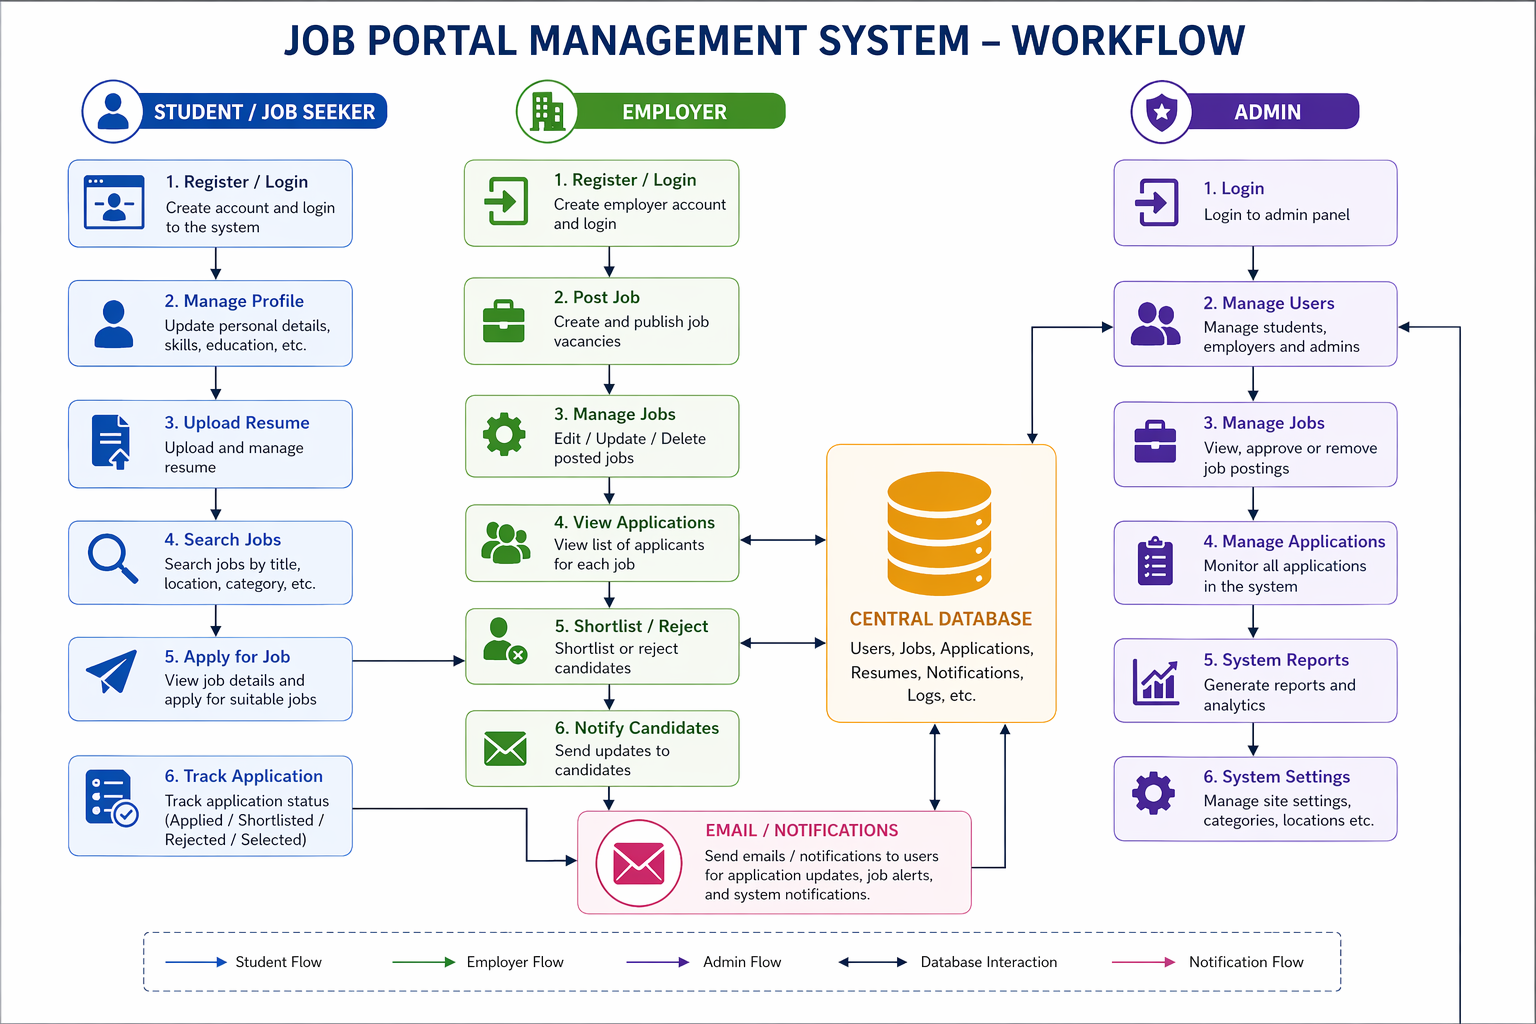 JOB PORTAL MANAGEMENT SYSTEM – WORKFLOW
STUDENT / JOB SEEKER
1. Register / Login
Create account and login
to the system
2. Manage Profile
Update personal details,
skills, education, etc.
3. Upload Resume
Upload and manage
resume
4. Search Jobs
Search jobs by title,
location, category, etc.
5. Apply for Job
View job details and
apply for suitable jobs
6. Track Application
Track application status
(Applied / Shortlisted /
Rejected / Selected)
EMPLOYER
1. Register / Login
Create employer account
and login
2. Post Job
Create and publish job
vacancies
3. Manage Jobs
Edit / Update / Delete
posted jobs
4. View Applications
View list of applicants
for each job
5. Shortlist / Reject
Shortlist or reject
candidates
6. Notify Candidates
Send updates to
candidates
CENTRAL DATABASE
Users, Jobs, Applications,
Resumes, Notifications,
Logs, etc.
EMAIL / NOTIFICATIONS
Send emails / notifications to users
for application updates, job alerts,
and system notifications.
ADMIN
1. Login
Login to admin panel
2. Manage Users
Manage students,
employers and admins
3. Manage Jobs
View, approve or remove
job postings
4. Manage Applications
Monitor all applications
in the system
5. System Reports
Generate reports and
analytics
6. System Settings
Manage site settings,
categories, locations etc.
Student Flow
Employer Flow
Admin Flow
Database Interaction
Notification Flow